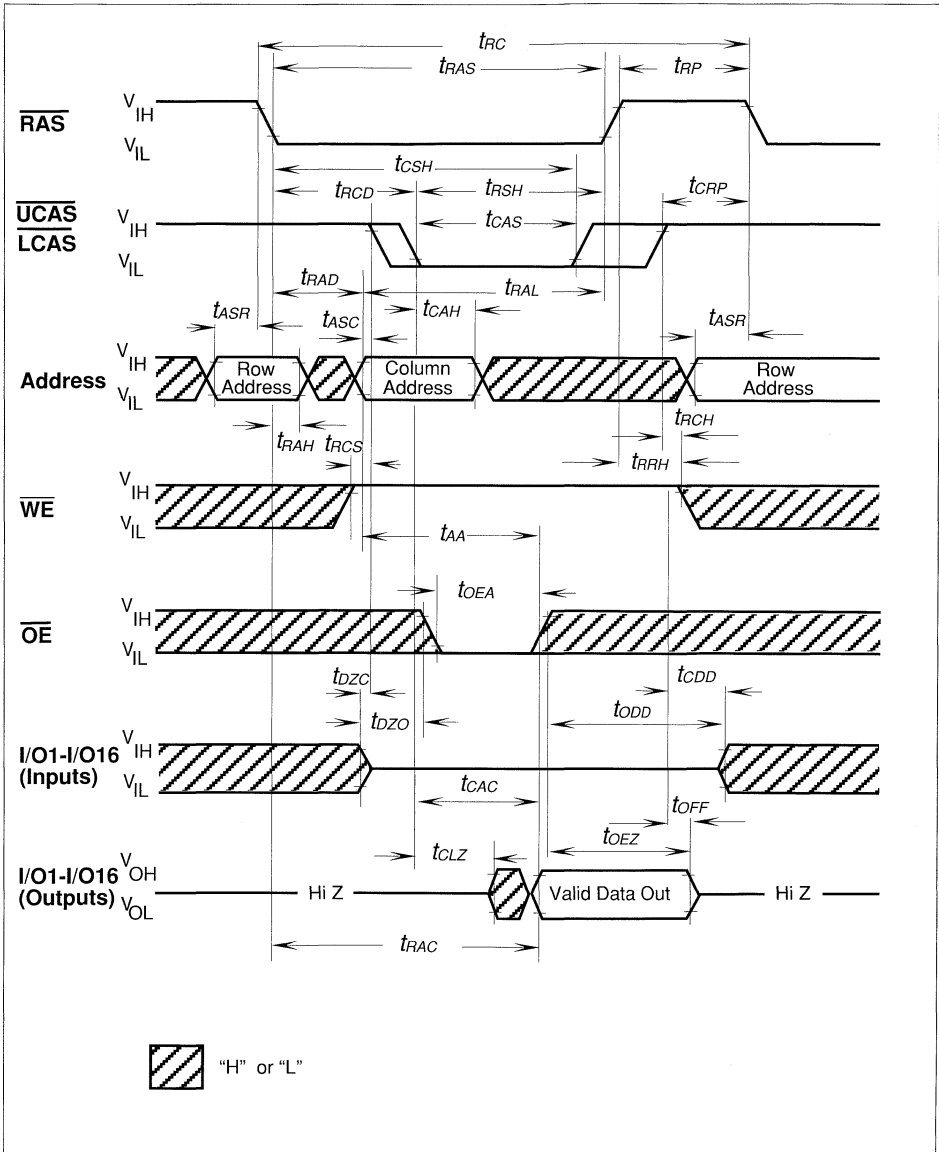 tRC
tRAS
tRP
RAS
VIH
VIL
tCSH
tRCD
tRSH
tCRP
UCAS
LCAS
VIH
tCAS
VIL
tRAD
tRAL
tASR
tASC
tCAH
tASR
Address
VIH
VIL
Row
Address
Column
Address
Row
Address
tRCH
tRAH
tRCS
tRRH
WE
VIH
VIL
tAA
tOEA
OE
VIH
VIL
tDZC
tCDD
tDZO
tODD
I/O1-I/O16
(Inputs)
VIH
VIL
tCAC
tOFF
tCLZ
tOEZ
I/O1-I/O16
(Outputs)
VOH
VOL
Hi Z
Valid Data Out
Hi Z
tRAC
“H” or “L”